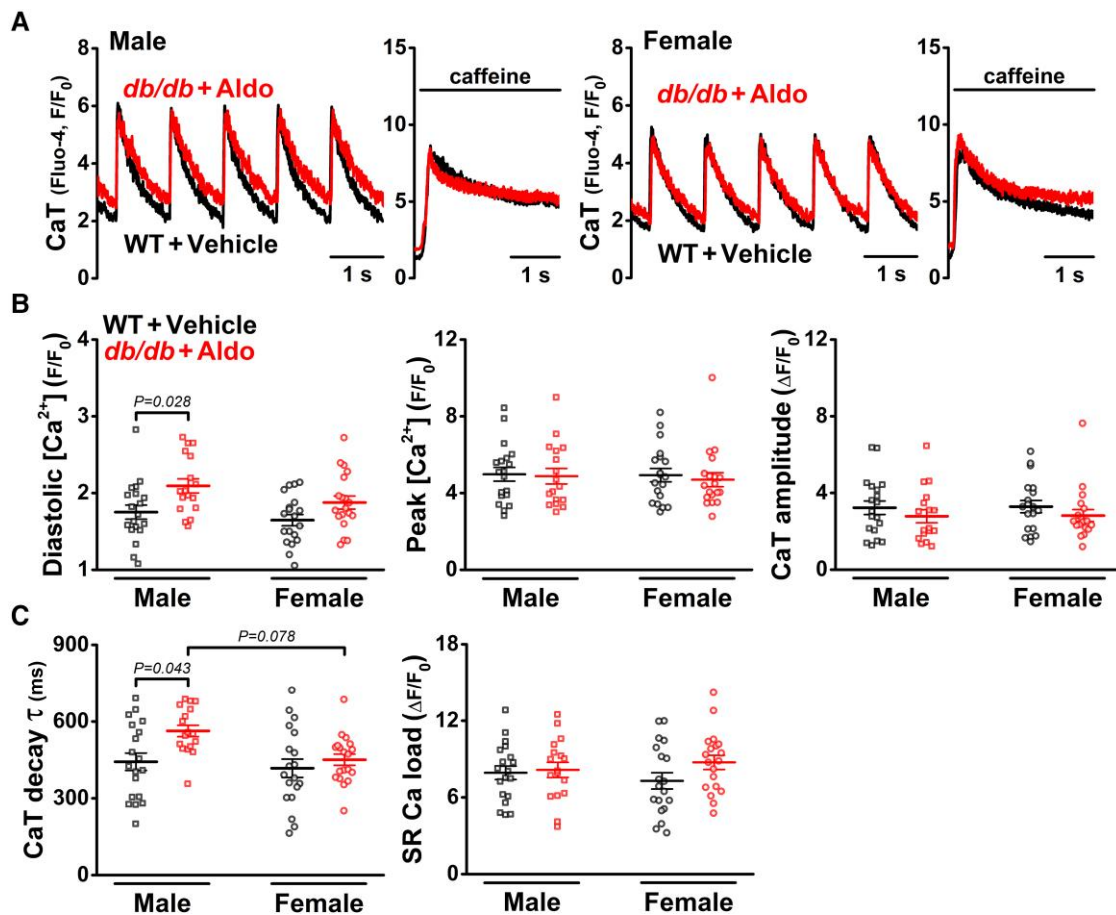 A
Male
db/db + Aldo
WT + Vehicle
CaT (Fluo-4, F/F0)
8
6
4
2
0
1 s
15
10
5
0
caffeine
1 s
Female
db/db + Aldo
WT + Vehicle
CaT (Fluo-4, F/F0)
8
6
4
2
0
1 s
15
10
5
0
caffeine
1 s
B
WT + Vehicle
db/db + Aldo
Diastolic [Ca2+] (F/F0)
4
3
2
1
P=0.028
Male
Female
Peak [Ca2+] (F/F0)
12
8
4
0
Male
Female
CaT amplitude (ΔF/F0)
12
8
4
0
Male
Female
C
CaT decay τ (ms)
900
600
300
0
P=0.043
P=0.078
Male
Female
SR Ca load (ΔF/F0)
18
12
6
0
Male
Female